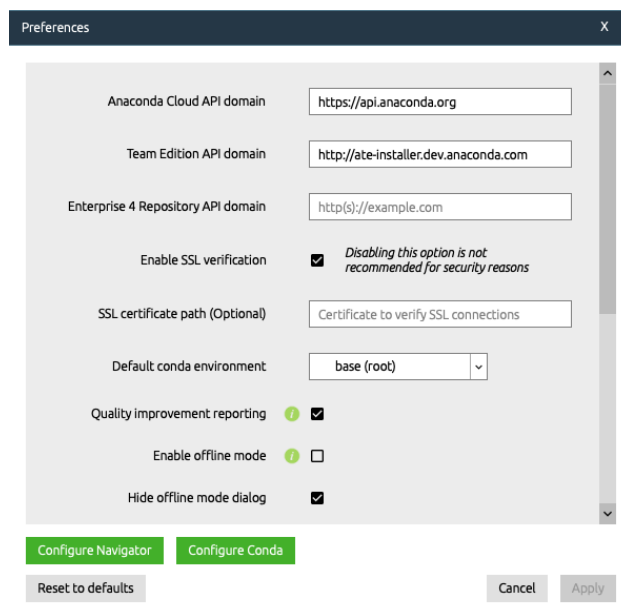 Preferences X
Anaconda Cloud API domain https://api.anaconda.org
Team Edition API domain http://ate-installer.dev.anaconda.com
Enterprise 4 Repository API domain http(s)://example.com
Enable SSL verification Disabling this option is not
recommended for security reasons
SSL certificate path (Optional) Certificate to verify SSL connections
Default conda environment base (root)
Quality improvement reporting i
Enable offline mode i
Hide offline mode dialog
Configure Navigator Configure Conda
Reset to defaults Cancel Apply